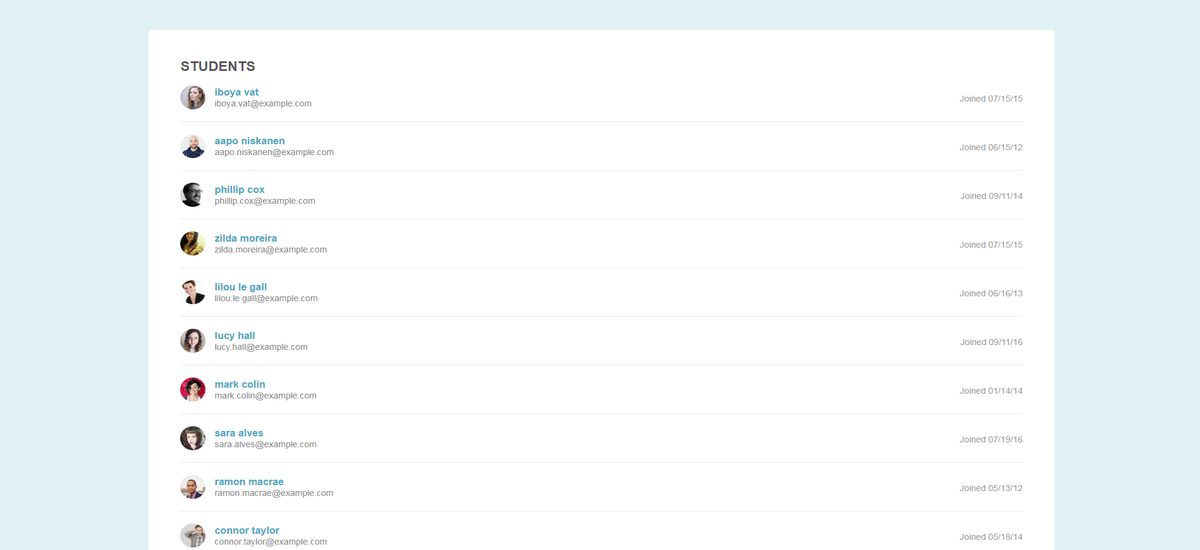 STUDENTS
iboya vat
iboya.vat@example.com
Joined 07/15/15
aapo niskanen
aapo.niskanen@example.com
Joined 06/15/12
phillip cox
phillip.cox@example.com
Joined 09/11/14
zilda moreira
zilda.moreira@example.com
Joined 07/15/15
lilou le gall
lilou.le gall@example.com
Joined 06/16/13
lucy hall
lucy.hall@example.com
Joined 09/11/16
mark colin
mark.colin@example.com
Joined 01/14/14
sara alves
sara.alves@example.com
Joined 07/19/16
ramon macrae
ramon.macrae@example.com
Joined 05/13/12
connor taylor
connor.taylor@example.com
Joined 05/18/14